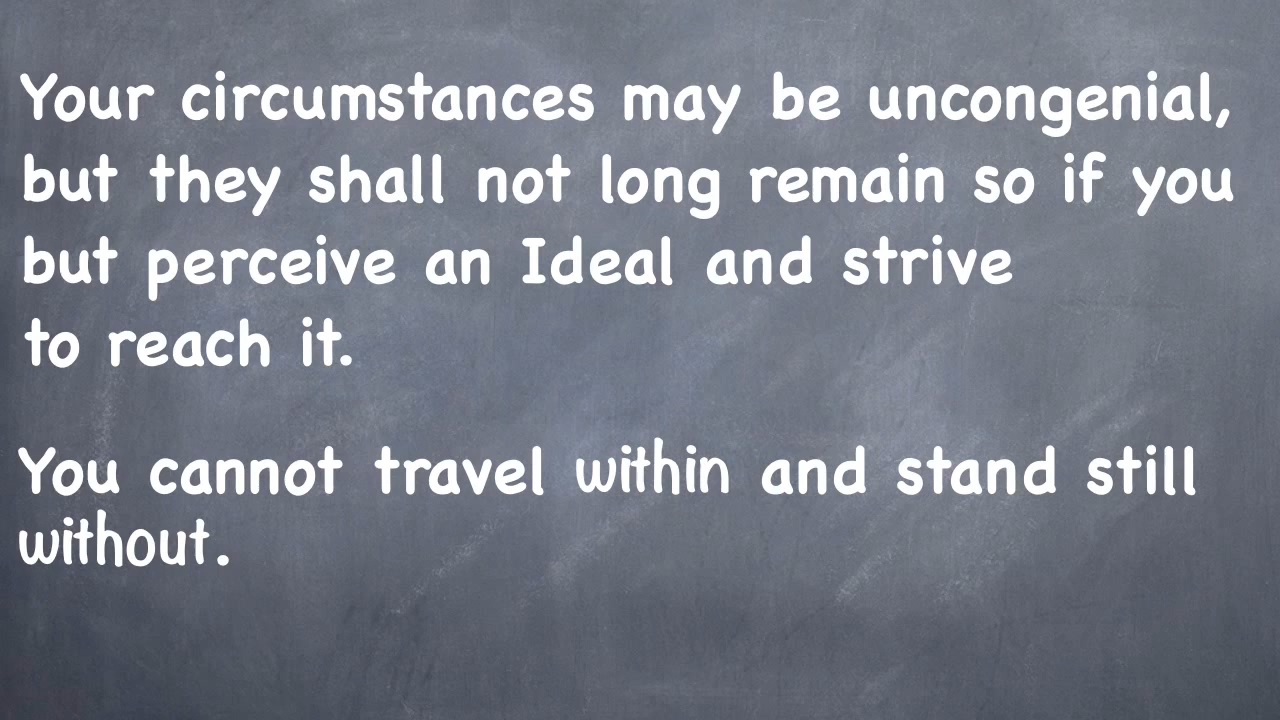 Your circumstances may be uncongenial,
but they shall not long remain so if you
but perceive an Ideal and strive
to reach it.
You cannot travel within and stand still
without.